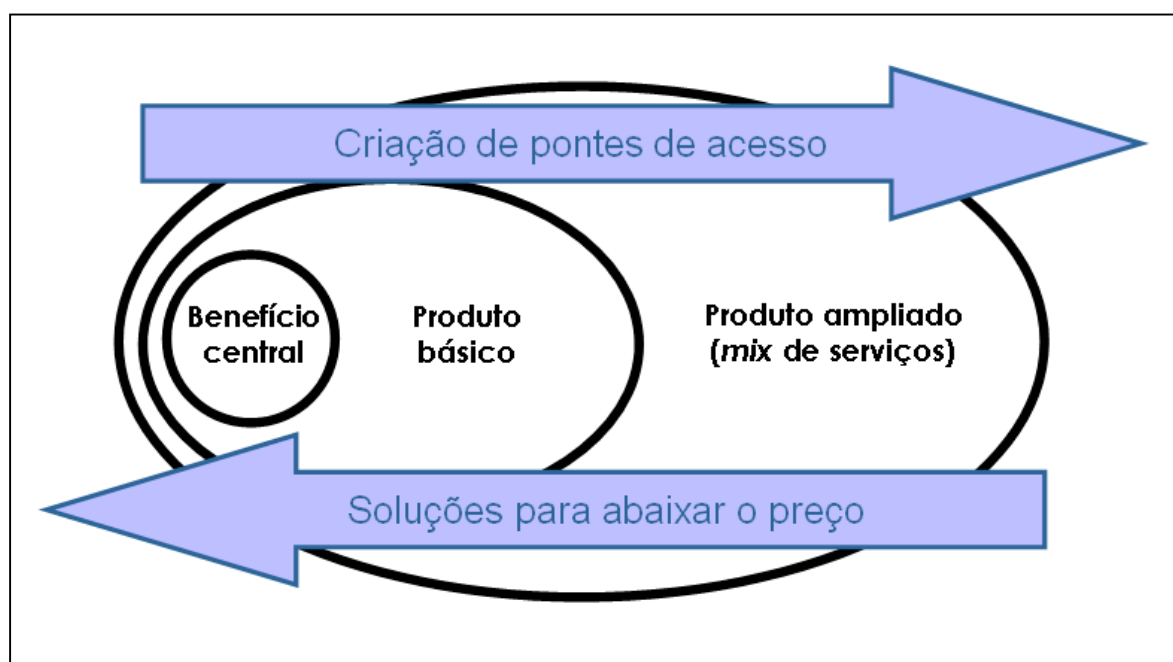 Criação de pontes de acesso
Benefício
central
Produto
básico
Produto ampliado
(mix de serviços)
Soluções para abaixar o preço